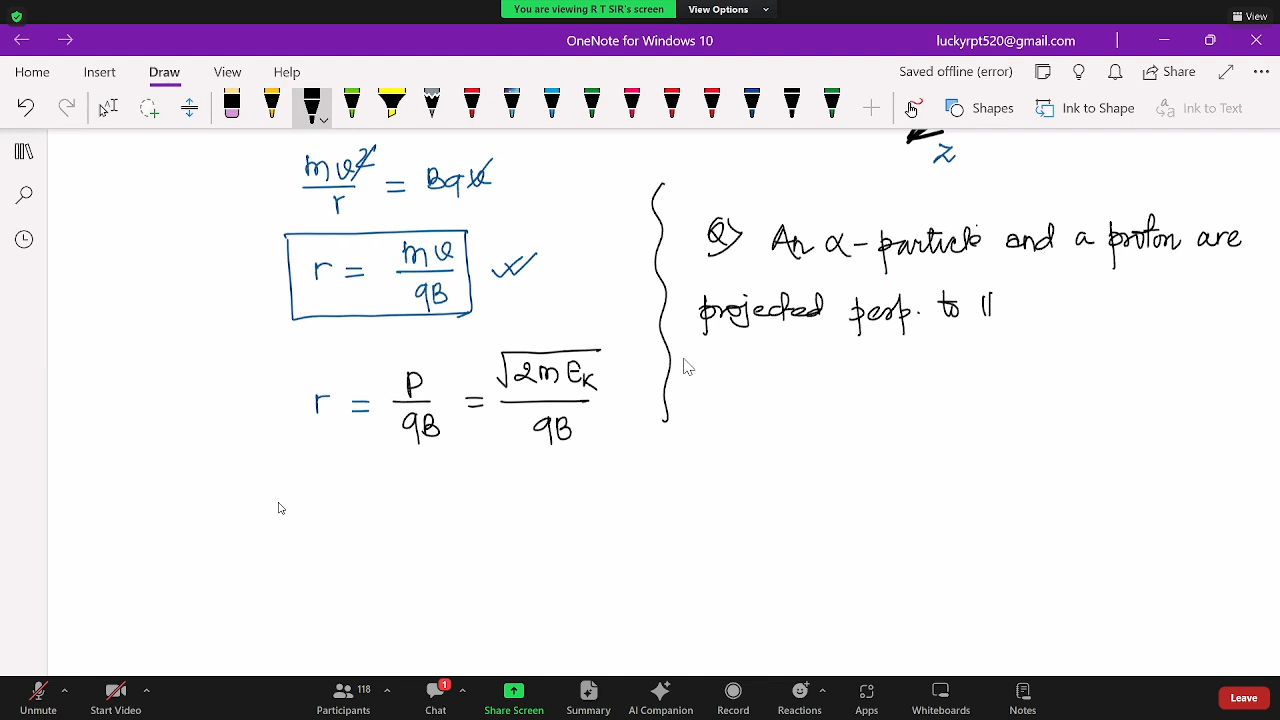 You are viewing R T SIR's screen
View Options
View
OneNote for Windows 10
luckyrpt520@gmail.com
Home Insert Draw View Help
Saved offline (error)
Share
Shapes
Ink to Shape
Ink to Text
z
mv²/r = Bqv
r = mv/qB
r = P/qB = √2mE_K/qB
Q> An α-particle and a proton are
projected perp. to ||
Unmute
Start Video
118
Participants
1
Chat
Share Screen
Summary
AI Companion
Record
Reactions
Apps
Whiteboards
Notes
Leave